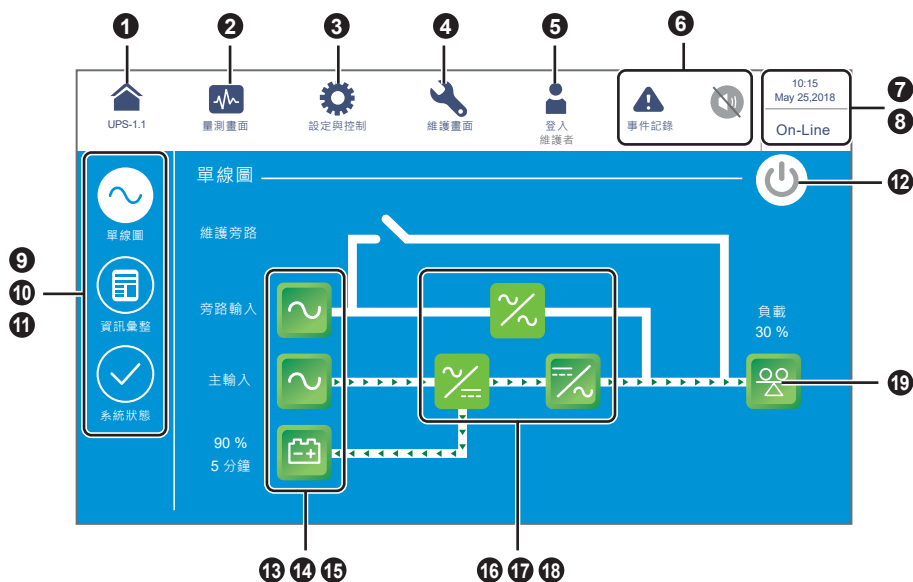 1 2 3 4 5 6
UPS-1.1
量測畫面
設定與控制
維護畫面
登入
維護者
事件記錄
10:15
May 25,2018
On-Line
7
8
單線圖
12
單線圖
資訊彙整
系統狀態
9
10
11
維護旁路
旁路輸入
主輸入
90 %
5 分鐘
負載
30 %
19
13 14 15 16 17 18